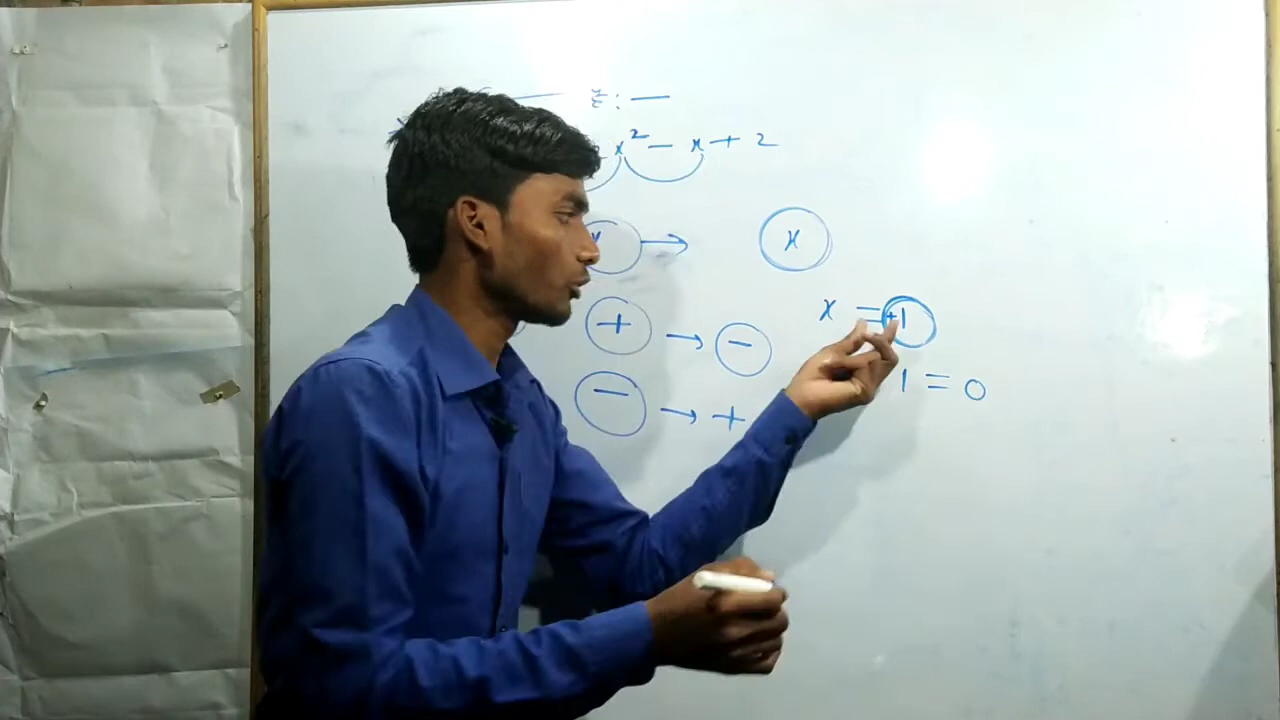 x² - x + 2
x → x
x = +1
+ → -
1 = 0
- → +